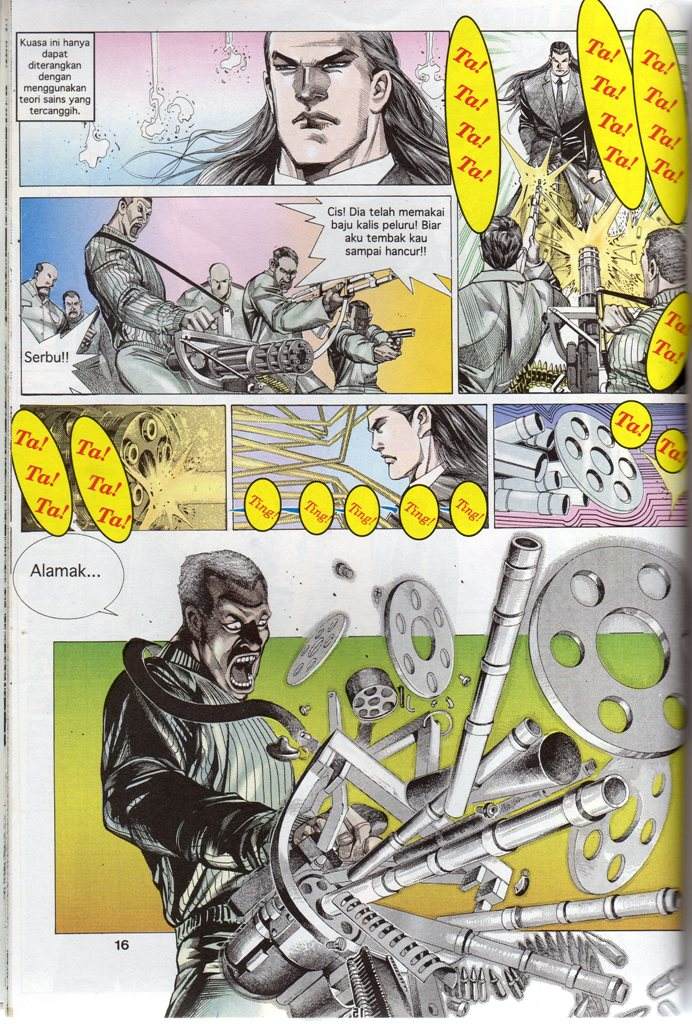 Kuasa ini hanya
dapat
diterangkan
dengan
menggunakan
teori sains yang
tercanggih.
Ta!
Ta!
Ta!
Ta!
Ta!
Ta!
Ta!
Ta!
Ta!
Ta!
Ta!
Ta!
Cis! Dia telah memakai
baju kalis peluru! Biar
aku tembak kau
sampai hancur!!
Serbu!!
Ta!
Ta!
Ta!
Ta!
Ta!
Ta!
Ta!
Ta!
Ting!
Ting!
Ting!
Ting!
Ting!
Ta!
Ta!
Alamak...
16